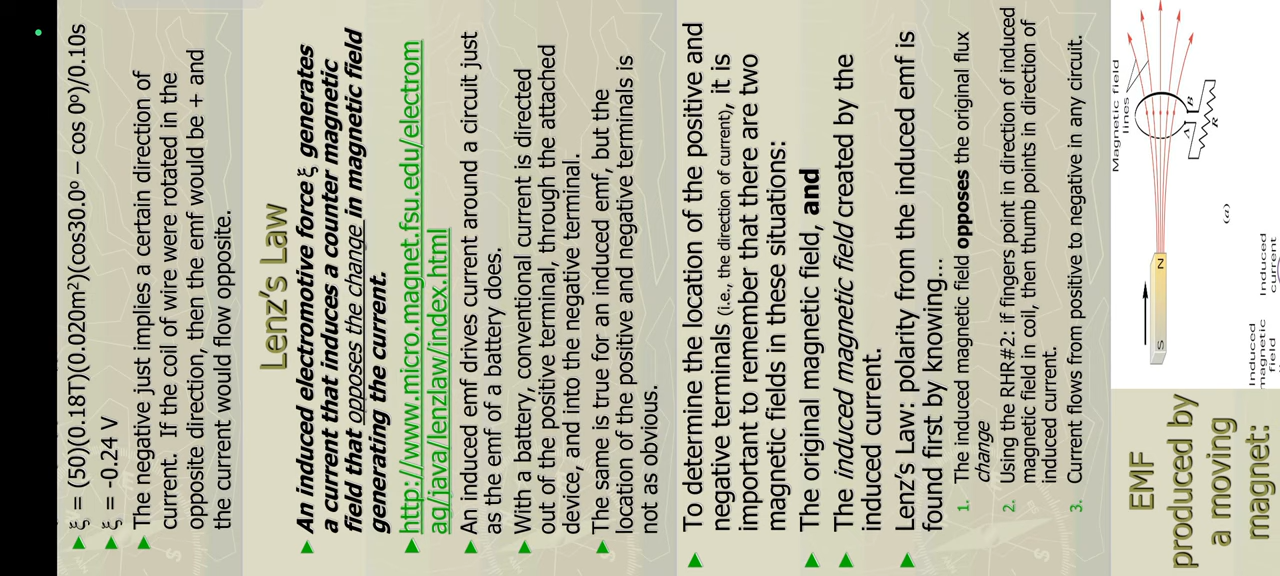 ξ = (50)(0.18T)(0.020m²)(cos30.0º – cos 0º)/0.10s
ξ = -0.24 V
The negative just implies a certain direction of
current. If the coil of wire were rotated in the
opposite direction, then the emf would be + and
the current would flow opposite.
Lenz's Law
An induced electromotive force ξ generates
a current that induces a counter magnetic
field that opposes the change in magnetic field
generating the current.
http://www.micro.magnet.fsu.edu/electrom
ag/java/lenzlaw/index.html
An induced emf drives current around a circuit just
as the emf of a battery does.
With a battery, conventional current is directed
out of the positive terminal, through the attached
device, and into the negative terminal.
The same is true for an induced emf, but the
location of the positive and negative terminals is
not as obvious.
To determine the location of the positive and
negative terminals (i.e., the direction of current), it is
important to remember that there are two
magnetic fields in these situations:
The original magnetic field, and
The induced magnetic field created by the
induced current.
Lenz's Law: polarity from the induced emf is
found first by knowing...
1. The induced magnetic field opposes the original flux
change
2. Using the RHR#2: if fingers point in direction of induced
magnetic field in coil, then thumb points in direction of
induced current.
3. Current flows from positive to negative in any circuit.
EMF
produced by
a moving
magnet:
Magnetic field
lines
S
N
A
B
R
(a)
Induced
magnetic
field
Induced
current